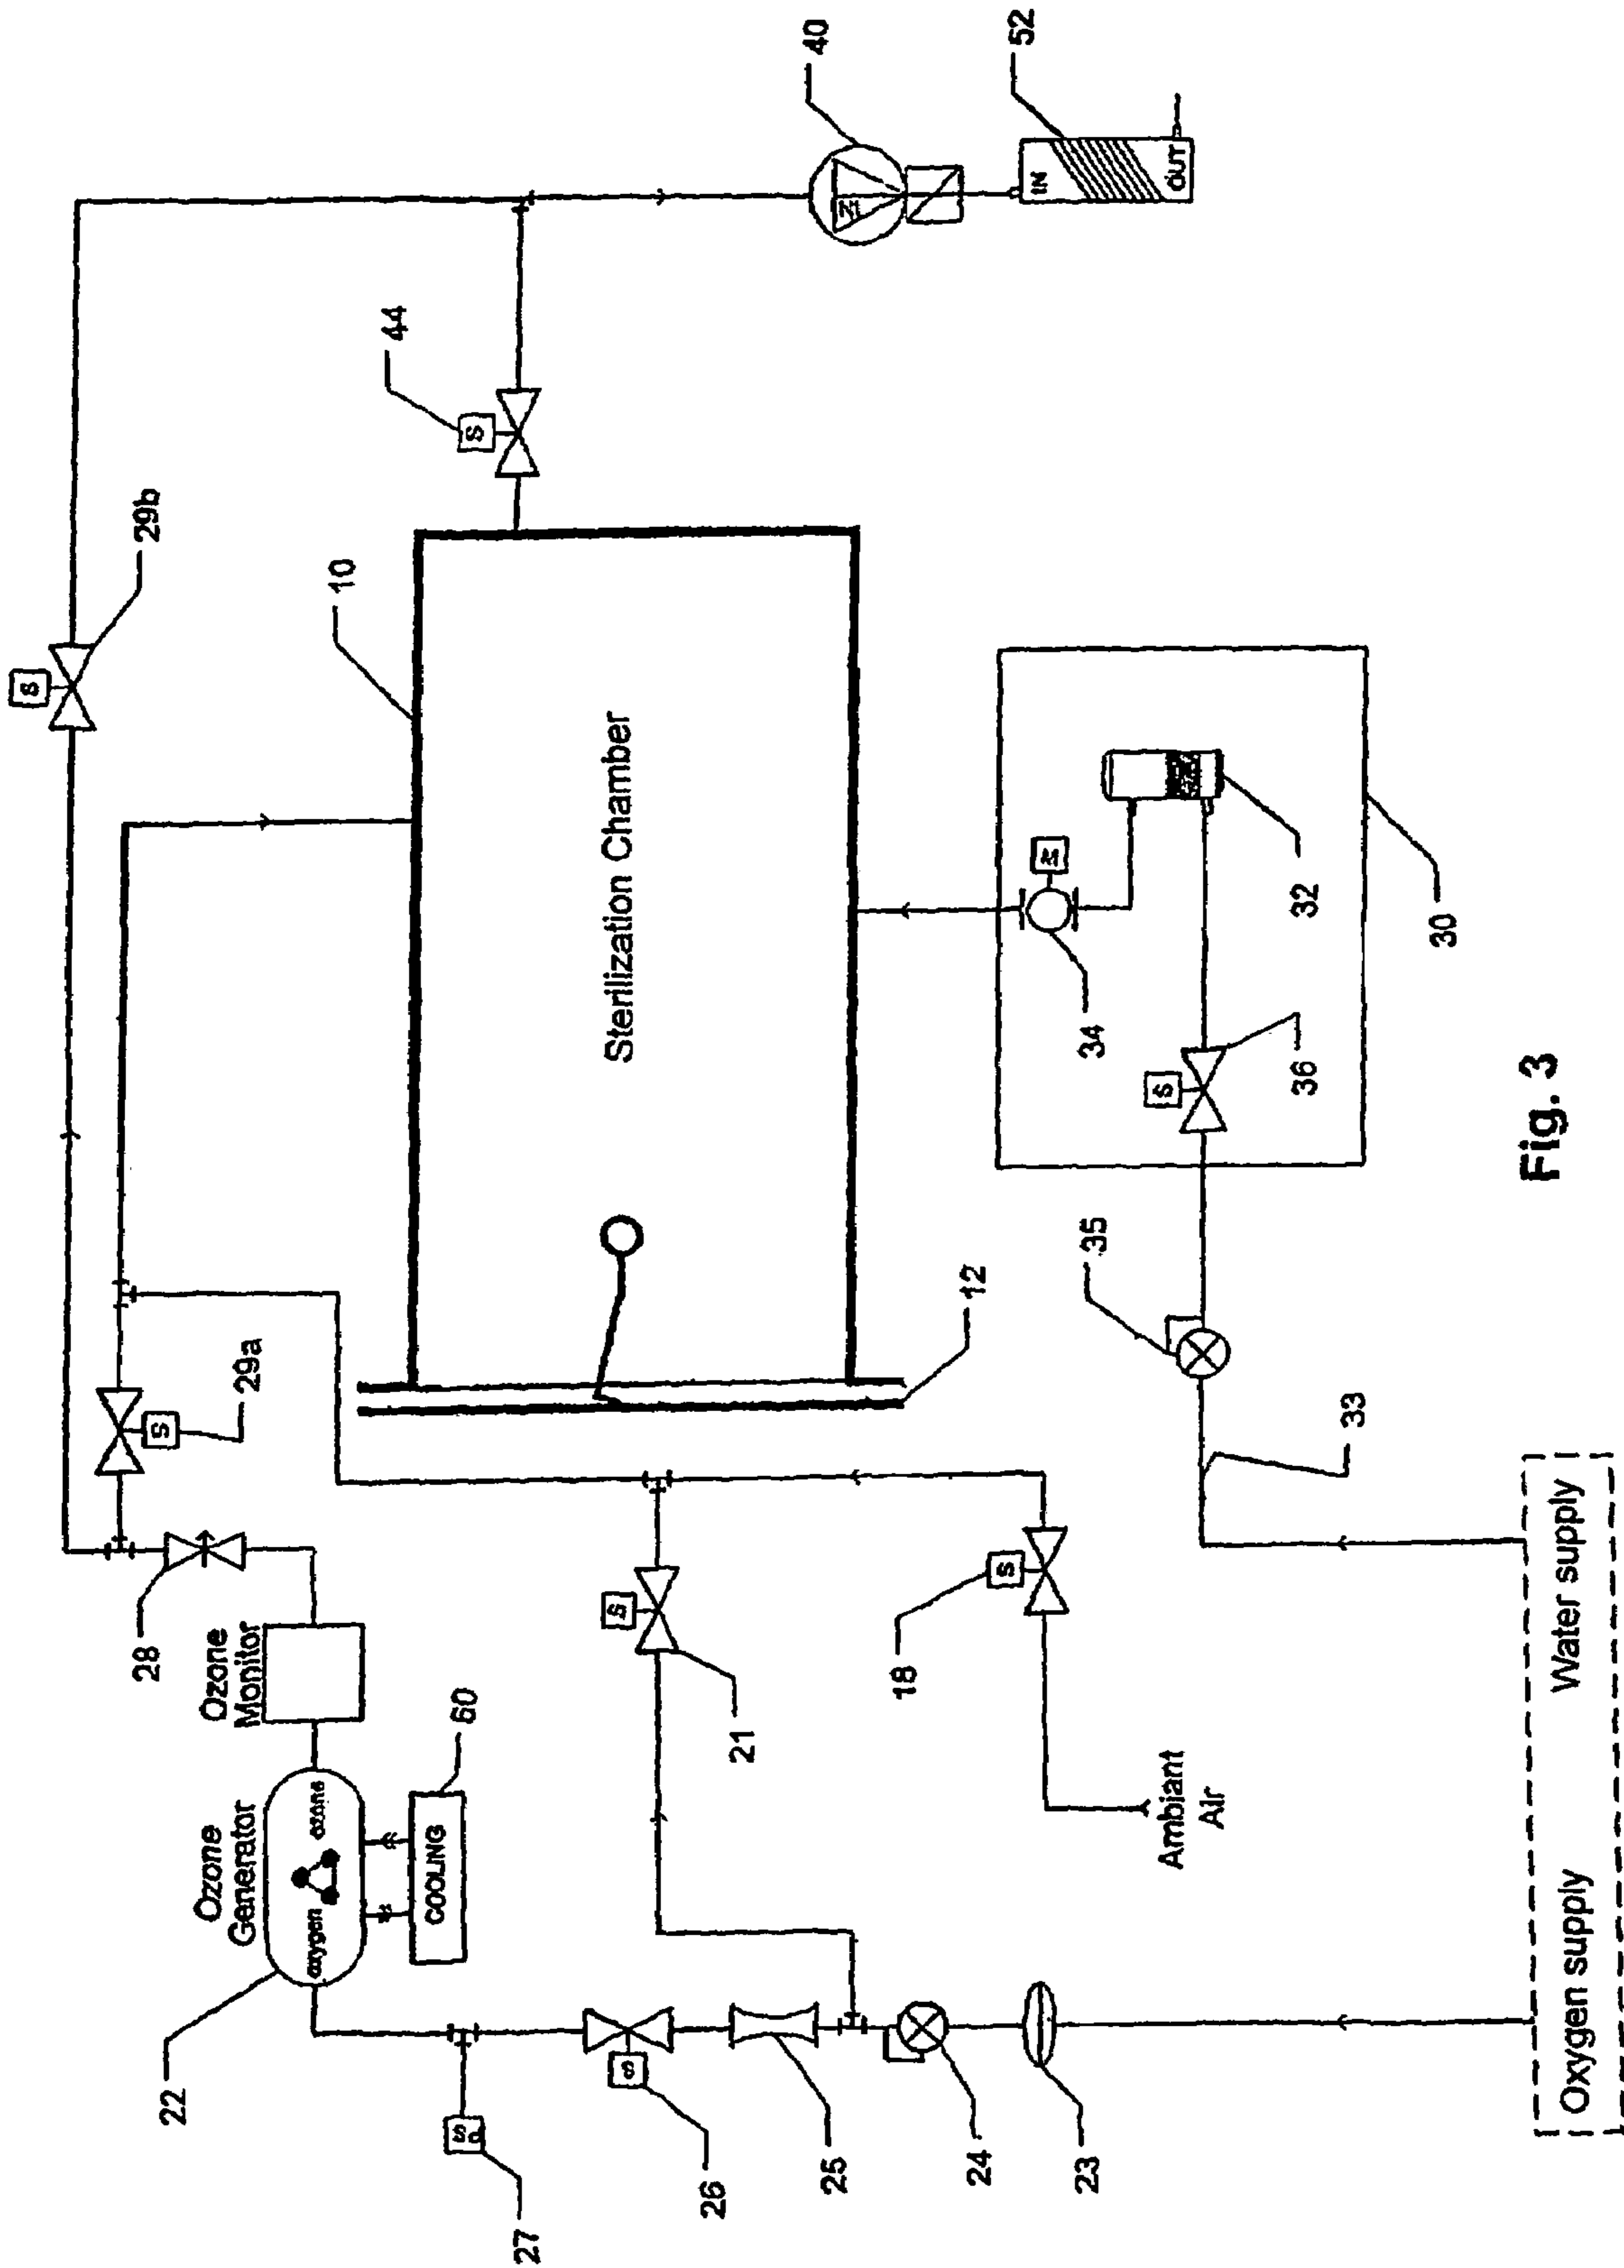 S
28
29b
22
S
Ozone
Generator
Ozone
Monitor
29a
oxygen
ozone
10
44
COOLING
60
S
27
Sterilization Chamber
S
S
26
21
40
25
M
18
12
24
S
52
IN
M
23
35
34
S
OUT
Ambiant
Air
36
32
33
30
Fig. 3
Oxygen supply
Water supply